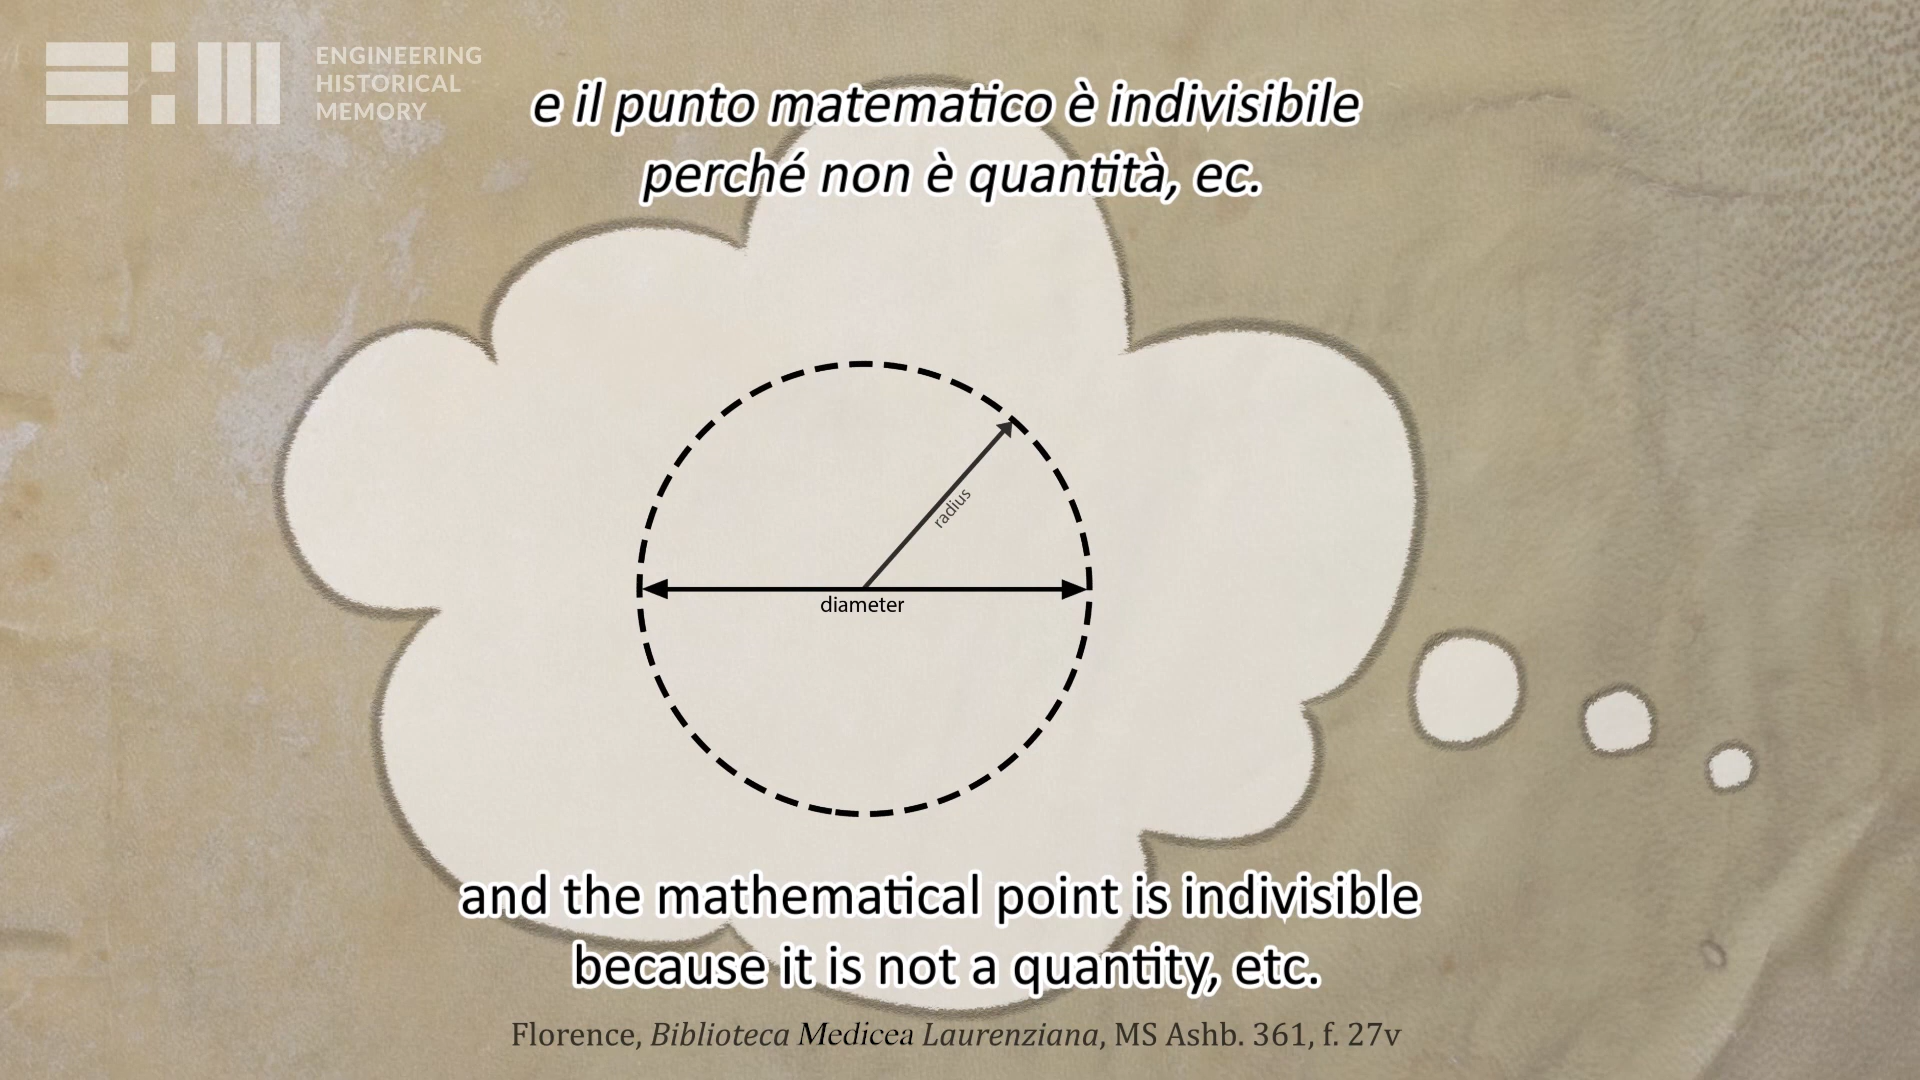 ENGINEERING
HISTORICAL
MEMORY
e il punto matematico è indivisibile
perché non è quantità, ec.
radius
diameter
and the mathematical point is indivisible
because it is not a quantity, etc.
Florence, Biblioteca Medicea Laurenziana, MS Ashb. 361, f. 27v